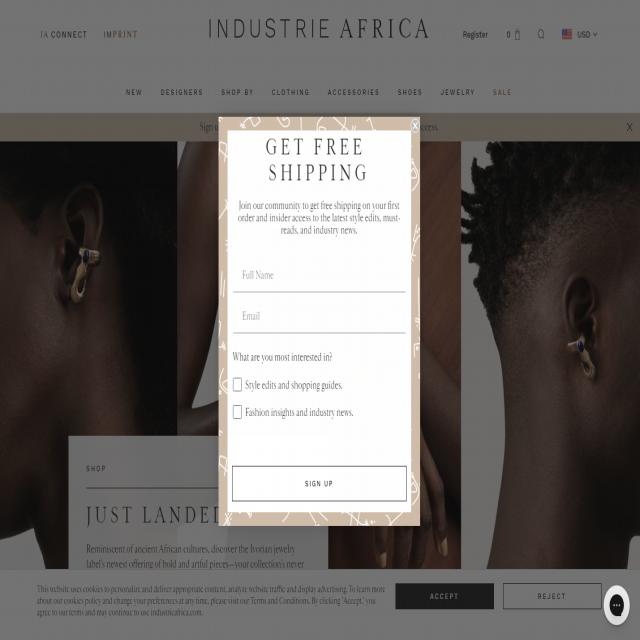 IA CONNECT
IMPRINT
INDUSTRIE AFRICA
Register
0
USD
NEW
DESIGNERS
SHOP BY
CLOTHING
ACCESSORIES
SHOES
JEWELRY
SALE
Sign
X
X
GET FREE
SHIPPING
Join our community to get free shipping on your first
order and insider access to the latest style edits, must-
reads, and industry news.
Full Name
Email
What are you most interested in?
Style edits and shopping guides.
Fashion insights and industry news.
SIGN UP
SHOP
JUST LANDED
Reminiscent of ancient African cultures, discover the Ivorian jewelry
label's newest offering of bold and artful pieces—your collection's never
This website uses cookies to personalize and deliver appropriate content, analyze website traffic and display advertising. To learn more
about our cookies policy and change your preferences at any time, please visit our Terms and Conditions. By clicking "Accept," you
agree to our terms and may continue to use industrieafrica.com.
ACCEPT
REJECT